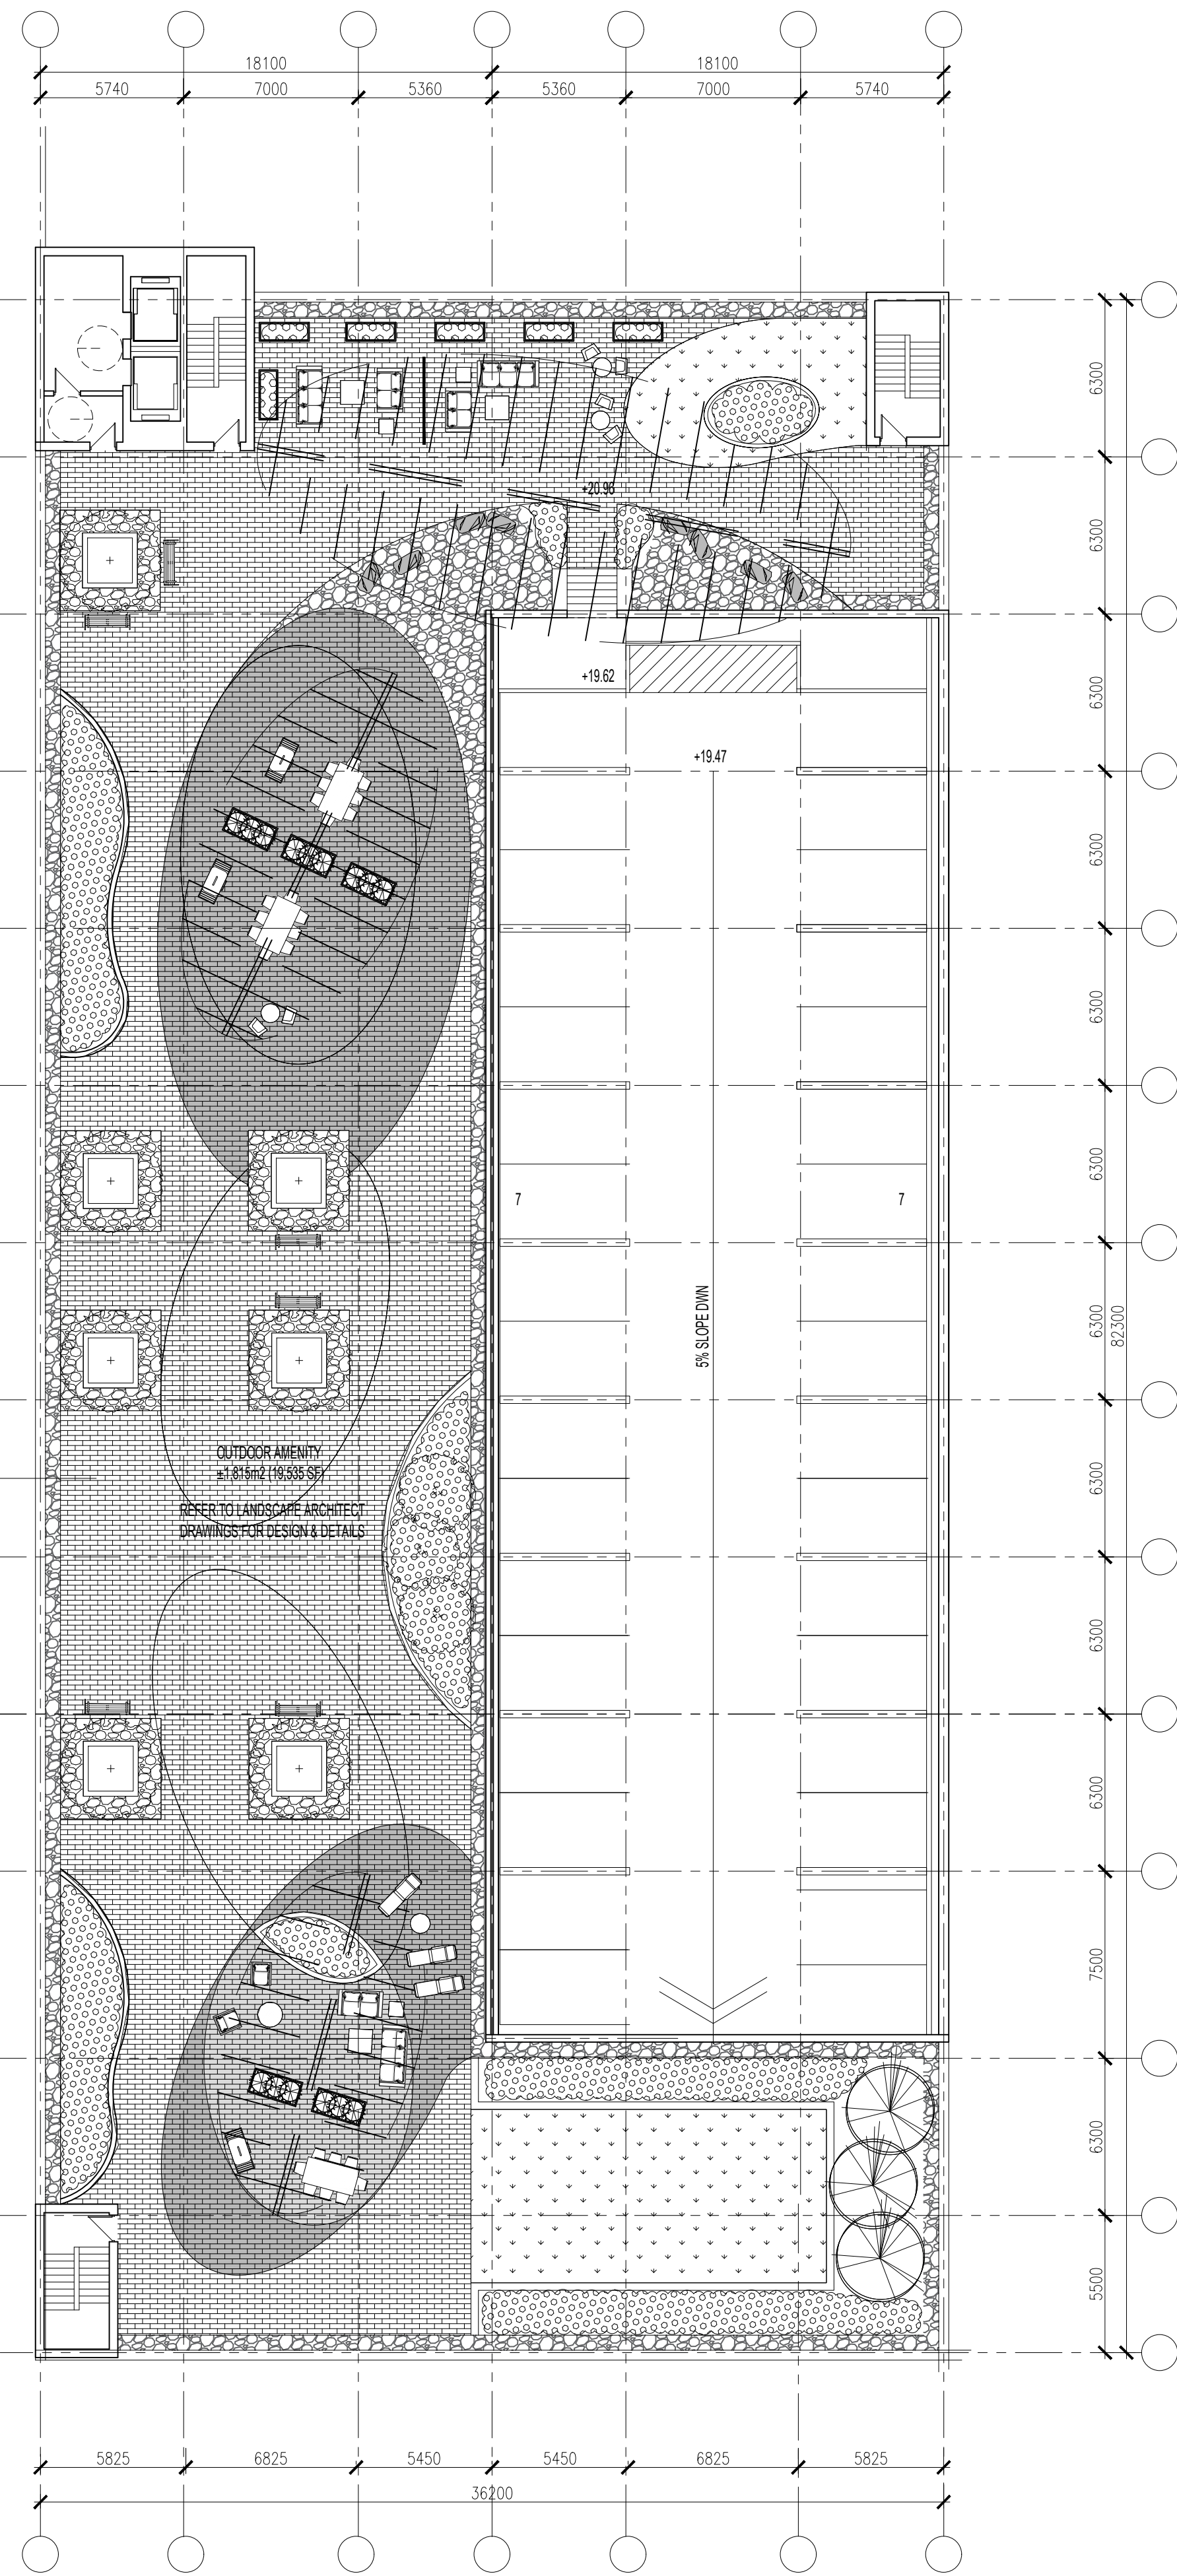 18100 18100
5740 7000 5360 5360 7000 5740
6300
+20.96
6300
+19.62
6300
+19.47
6300
6300
6300
7 7
5% SLOPE DWN
6300
82300
OUTDOOR AMENITY
±1,815m2 (19,535 SF)
6300
REFER TO LANDSCAPE ARCHITECT
DRAWINGS FOR DESIGN & DETAILS
6300
6300
7500
6300
5500
5825 6825 5450 5450 6825 5825
36200